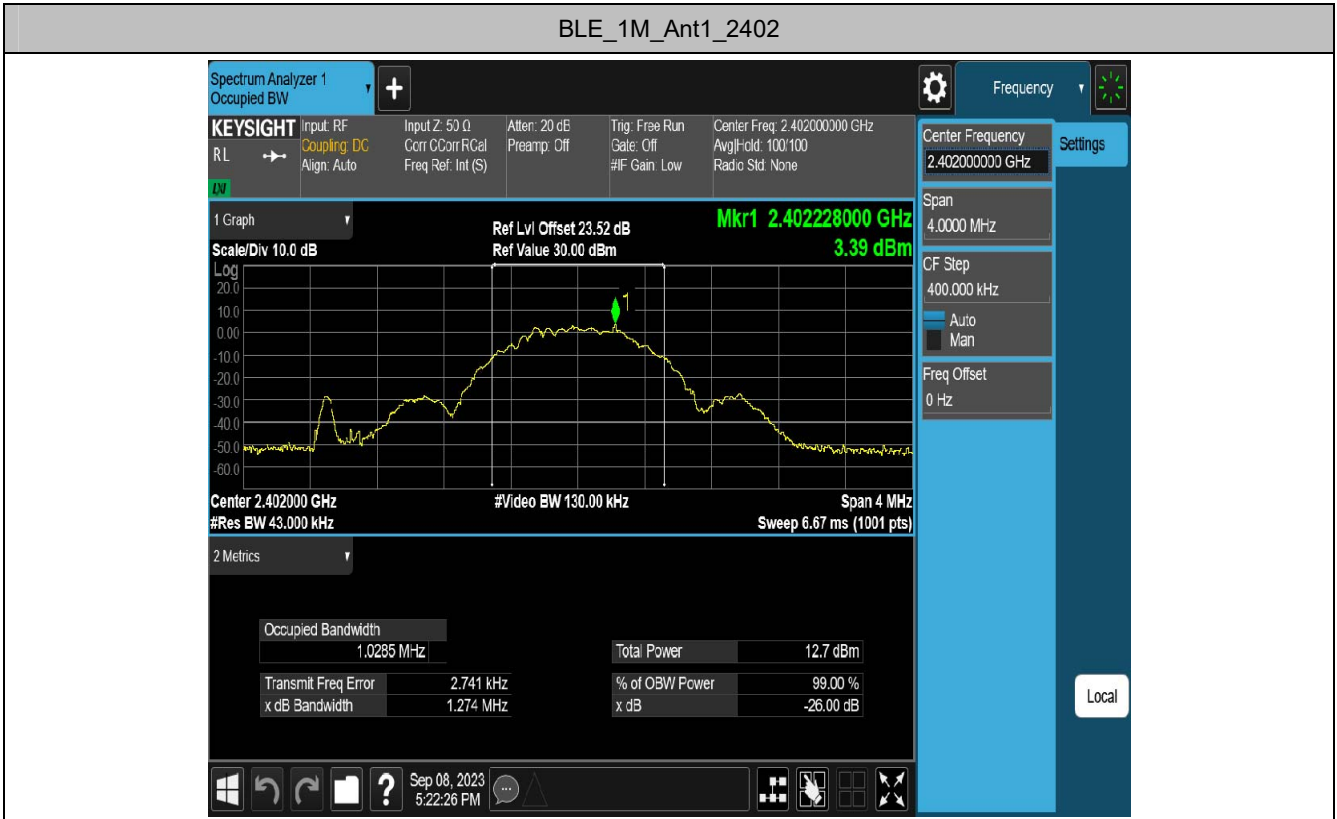 BLE_1M_Ant1_2402
Spectrum Analyzer 1
Occupied BW
+
Frequency
KEYSIGHT
RL
LXI
Input: RF
Coupling: DC
Align: Auto
Input Z: 50 Ω
Corr CCorr RCal
Freq Ref: Int (S)
Atten: 20 dB
Preamp: Off
Trig: Free Run
Gate: Off
#IF Gain: Low
Center Freq: 2.402000000 GHz
Avg|Hold: 100/100
Radio Std: None
Center Frequency
2.402000000 GHz
Settings
Span
4.0000 MHz
CF Step
400.000 kHz
Auto
Man
Freq Offset
0 Hz
Local
1 Graph
Scale/Div 10.0 dB
Ref Lvl Offset 23.52 dB
Ref Value 30.00 dBm
Mkr1 2.402228000 GHz
3.39 dBm
Log
20.0
10.0
0.00
-10.0
-20.0
-30.0
-40.0
-50.0
-60.0
1
Center 2.402000 GHz
#Video BW 130.00 kHz
Span 4 MHz
#Res BW 43.000 kHz
Sweep 6.67 ms (1001 pts)
2 Metrics
Occupied Bandwidth
1.0285 MHz
Total Power 12.7 dBm
Transmit Freq Error 2.741 kHz
% of OBW Power 99.00 %
x dB Bandwidth 1.274 MHz
x dB -26.00 dB
?
Sep 08, 2023
5:22:26 PM